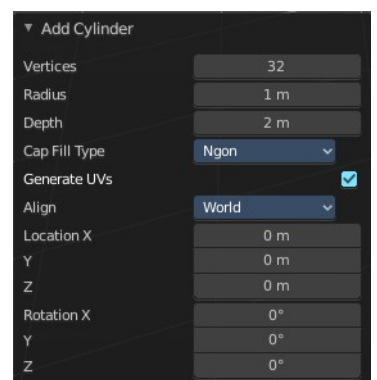 Add Cylinder
Vertices 32
Radius 1 m
Depth 2 m
Cap Fill Type Ngon
Generate UVs
Align World
Location X 0 m
Y 0 m
Z 0 m
Rotation X 0°
Y 0°
Z 0°